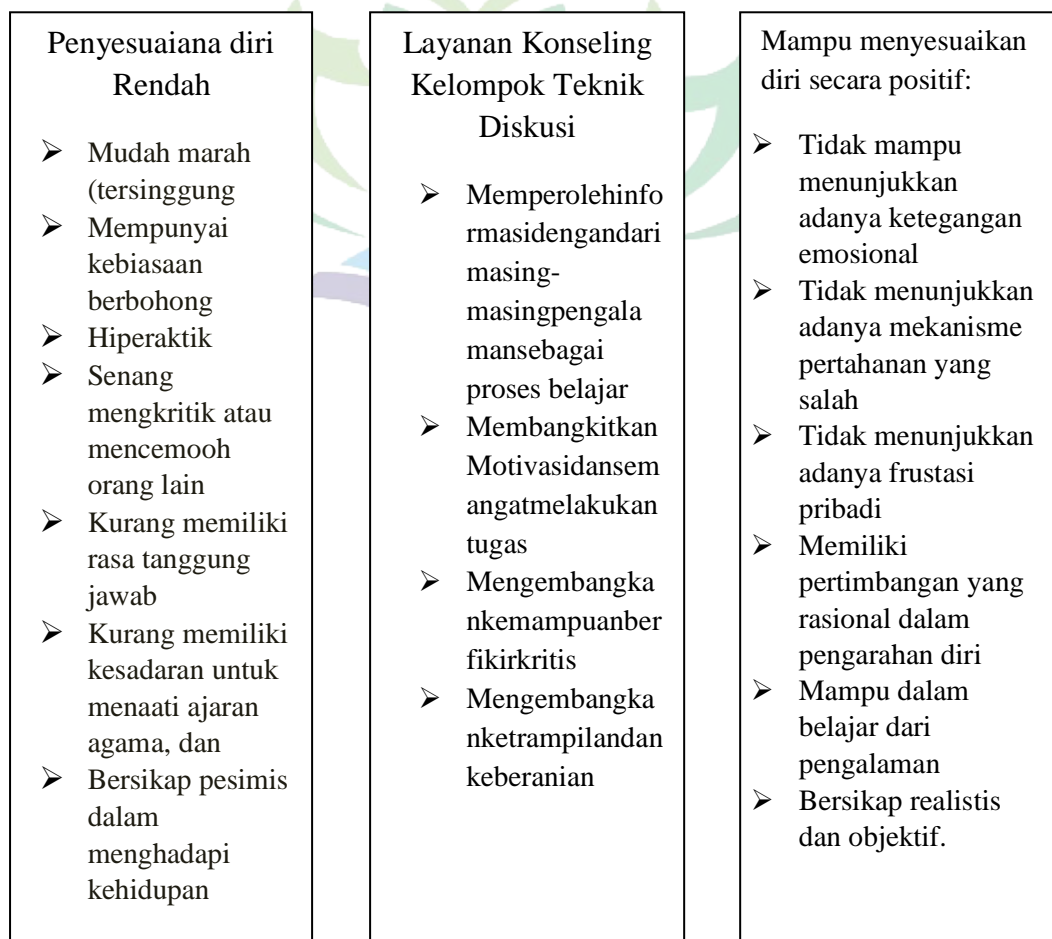 Penyesuaiana diri
Rendah
➢ Mudah marah
(tersinggung
➢ Mempunyai
kebiasaan
berbohong
➢ Hiperaktik
➢ Senang
mengkritik atau
mencemooh
orang lain
➢ Kurang memiliki
rasa tanggung
jawab
➢ Kurang memiliki
kesadaran untuk
menaati ajaran
agama, dan
➢ Bersikap pesimis
dalam
menghadapi
kehidupan
Layanan Konseling
Kelompok Teknik
Diskusi
➢ Memperolehinfo
rmasidengandari
masing-
masingpengala
mansebagai
proses belajar
➢ Membangkitkan
Motivasidansem
angatmelakukan
tugas
➢ Mengembangka
nkemampuanber
fikirkritis
➢ Mengembangka
nketrampilandan
keberanian
Mampu menyesuaikan
diri secara positif:
➢ Tidak mampu
menunjukkan
adanya ketegangan
emosional
➢ Tidak menunjukkan
adanya mekanisme
pertahanan yang
salah
➢ Tidak menunjukkan
adanya frustasi
pribadi
➢ Memiliki
pertimbangan yang
rasional dalam
pengarahan diri
➢ Mampu dalam
belajar dari
pengalaman
➢ Bersikap realistis
dan objektif.